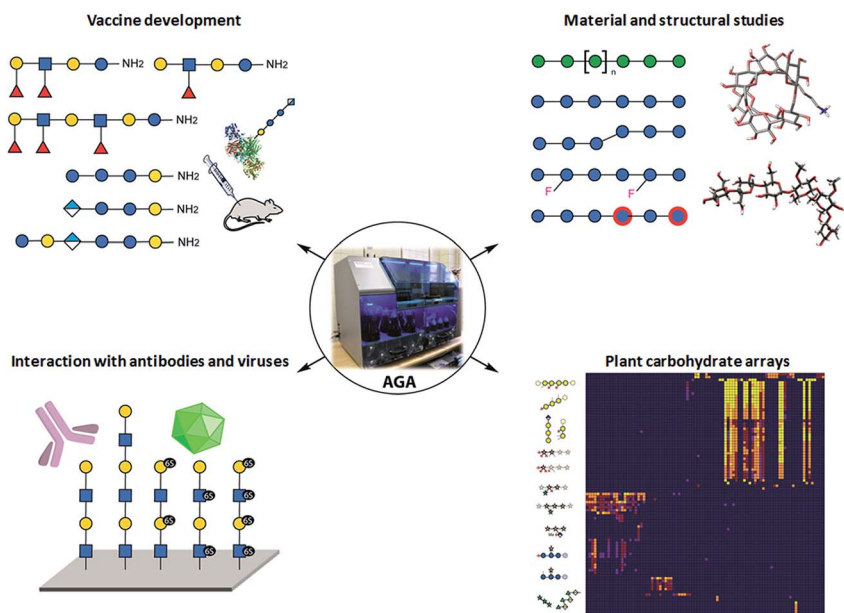 Vaccine development
NH2
NH2
NH2
NH2
NH2
NH2
Material and structural studies
n
F
F
AGA
Interaction with antibodies and viruses
6S
6S
6S
6S
6S
6S
6S
Plant carbohydrate arrays